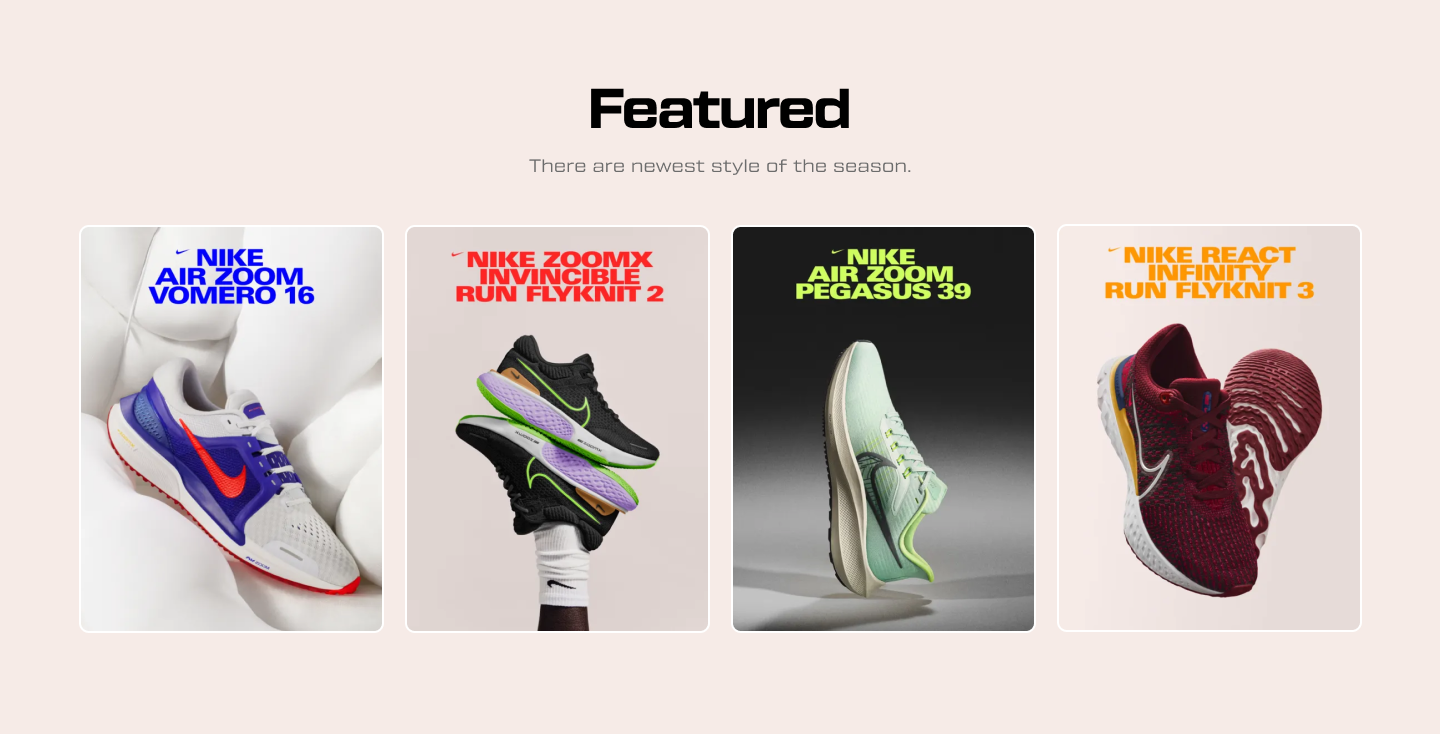 Featured
There are newest style of the season.
NIKE
AIR ZOOM
VOMERO 16
NIKE ZOOMX
INVINCIBLE
RUN FLYKNIT 2
NIKE
AIR ZOOM
PEGASUS 39
NIKE REACT
INFINITY
RUN FLYKNIT 3